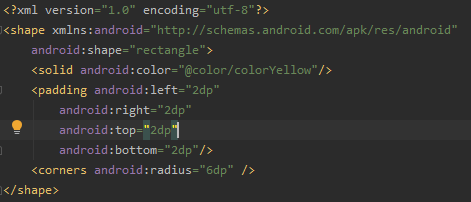 <?xml version="1.0" encoding="utf-8"?>
<shape xmlns:android="http://schemas.android.com/apk/res/android"
    android:shape="rectangle">
    <solid android:color="@color/colorYellow"/>
    <padding android:left="2dp"
        android:right="2dp"
        android:top="2dp"
        android:bottom="2dp"/>
    <corners android:radius="6dp" />
</shape>